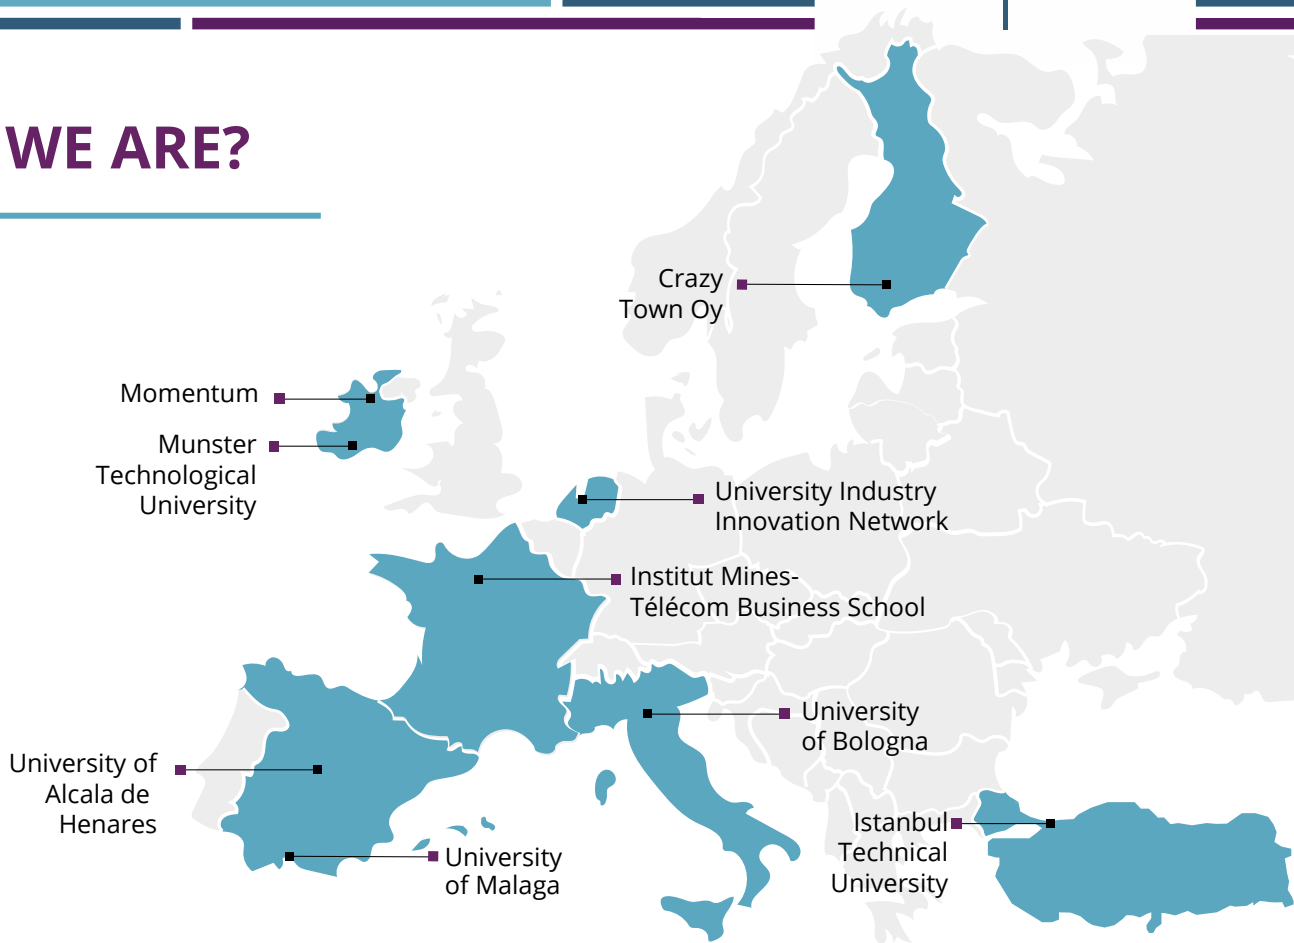 WE ARE?
Crazy
Town Oy
Momentum
Munster
Technological
University
University Industry
Innovation Network
Institut Mines-
Télécom Business School
University
of Bologna
University of
Alcala de
Henares
Istanbul
Technical
University
University
of Malaga